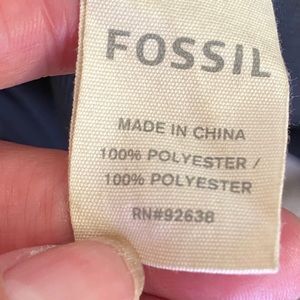 FOSSIL
MADE IN CHINA
100% POLYESTER /
100% POLYESTER
RN#92638